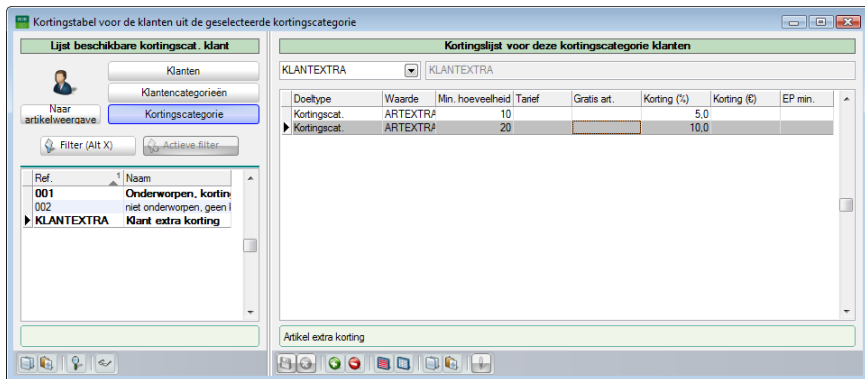 Kortingstabel voor de klanten uit de geselecteerde kortingscategorie
Lijst beschikbare kortingscat. klant
Klanten
Klantencategorieën
Naar artikelweergave
Kortingscategorie
Filter (Alt X)
Actieve filter
Ref. 1 Naam
001 Onderworpen, korting
002 niet onderworpen, geen
KLANTEXTRA Klant extra korting
Kortingslijst voor deze kortingscategorie klanten
KLANTEXTRA KLANTEXTRA
Doeltype Waarde Min. hoeveelheid Tarief Gratis art. Korting (%) Korting (€) EP min.
Kortingscat. ARTEXTRA 10 5,0
Kortingscat. ARTEXTRA 20 10,0
Artikel extra korting